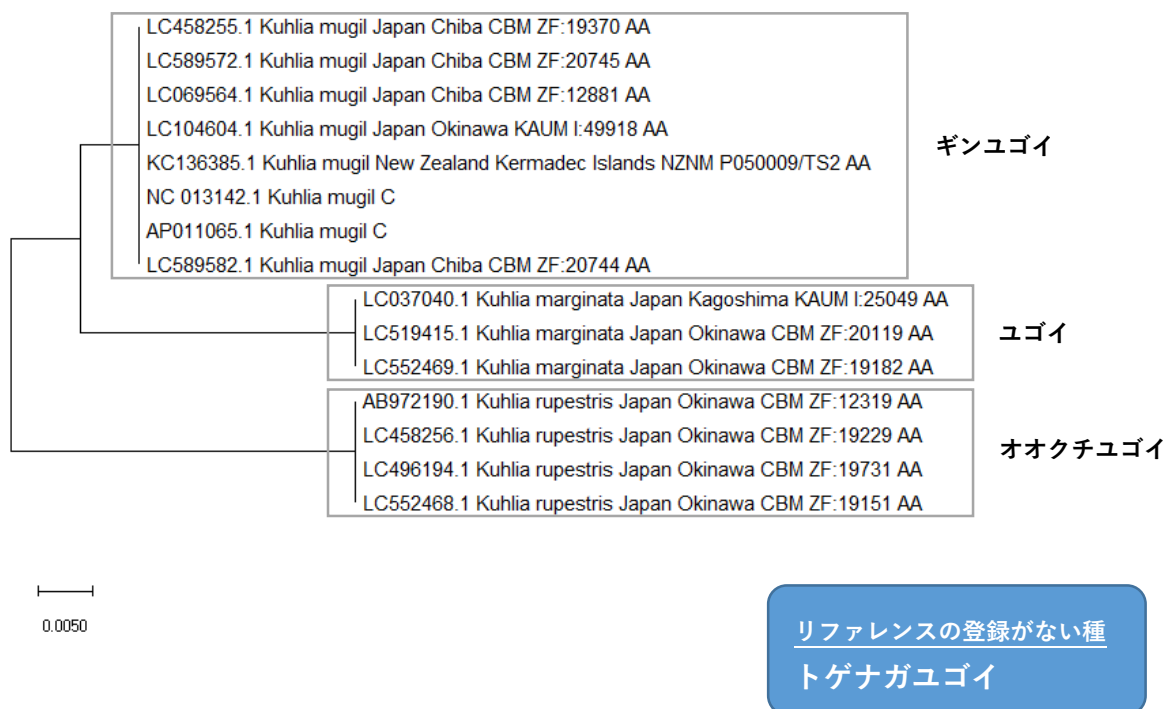 LC458255.1 Kuhlia mugil Japan Chiba CBM ZF:19370 AA
LC589572.1 Kuhlia mugil Japan Chiba CBM ZF:20745 AA
LC069564.1 Kuhlia mugil Japan Chiba CBM ZF:12881 AA
LC104604.1 Kuhlia mugil Japan Okinawa KAUM I:49918 AA
KC136385.1 Kuhlia mugil New Zealand Kermadec Islands NZNM P050009/TS2 AA
NC 013142.1 Kuhlia mugil C
AP011065.1 Kuhlia mugil C
LC589582.1 Kuhlia mugil Japan Chiba CBM ZF:20744 AA
ギンユゴイ
LC037040.1 Kuhlia marginata Japan Kagoshima KAUM I:25049 AA
LC519415.1 Kuhlia marginata Japan Okinawa CBM ZF:20119 AA
LC552469.1 Kuhlia marginata Japan Okinawa CBM ZF:19182 AA
ユゴイ
AB972190.1 Kuhlia rupestris Japan Okinawa CBM ZF:12319 AA
LC458256.1 Kuhlia rupestris Japan Okinawa CBM ZF:19229 AA
LC496194.1 Kuhlia rupestris Japan Okinawa CBM ZF:19731 AA
LC552468.1 Kuhlia rupestris Japan Okinawa CBM ZF:19151 AA
オオクチユゴイ
0.0050
リファレンスの登録がない種
トゲナガユゴイ